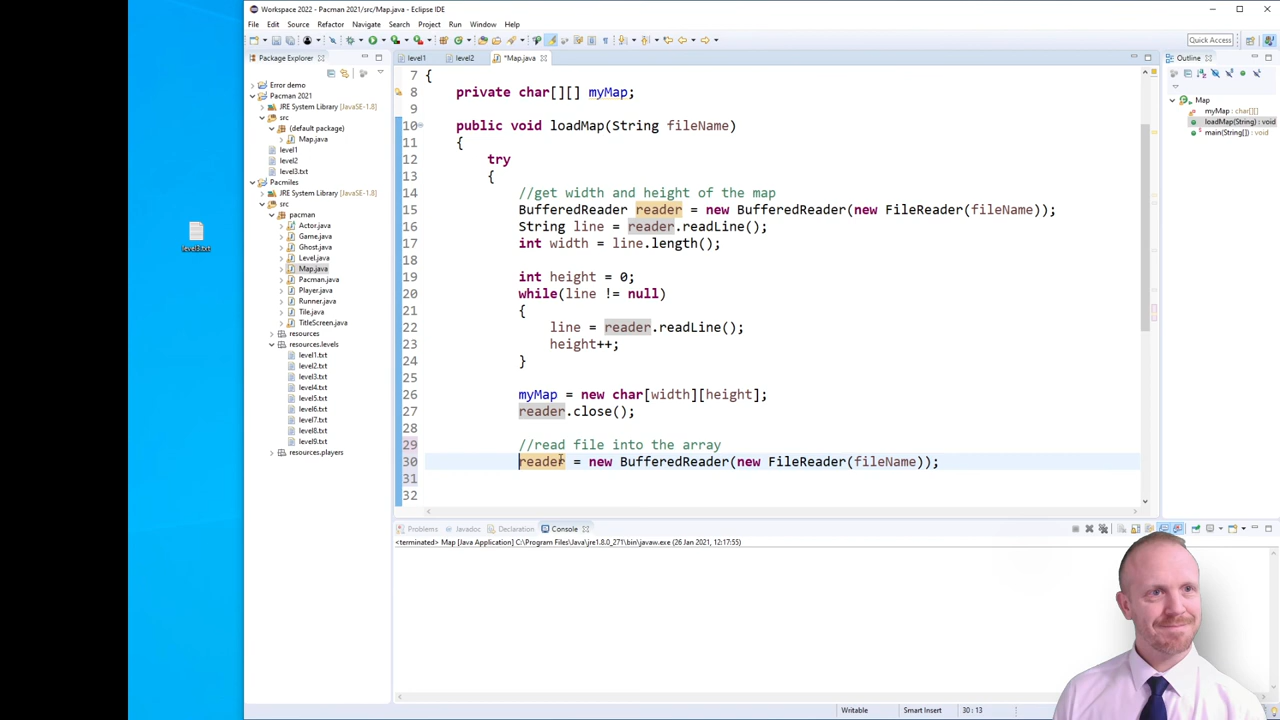 Workspace 2022 - Pacman 2021/src/Map.java - Eclipse IDE
File Edit Source Refactor Navigate Search Project Run Window Help
Quick Access
Package Explorer
Error demo
Pacman 2021
JRE System Library [JavaSE-1.8]
src
(default package)
Map.java
level1
level2
level3.txt
Pacmiles
JRE System Library [JavaSE-1.8]
src
pacman
Actor.java
Game.java
Ghost.java
Level.java
Map.java
Pacman.java
Player.java
Runner.java
Tile.java
TitleScreen.java
resources
resources.levels
level1.txt
level2.txt
level3.txt
level4.txt
level5.txt
level6.txt
level7.txt
level8.txt
level9.txt
resources.players
level3.txt
level1 level2 *Map.java
7 {
8 private char[][] myMap;
9
10 public void loadMap(String fileName)
11 {
12 try
13 {
14 //get width and height of the map
15 BufferedReader reader = new BufferedReader(new FileReader(fileName));
16 String line = reader.readLine();
17 int width = line.length();
18
19 int height = 0;
20 while(line != null)
21 {
22 line = reader.readLine();
23 height++;
24 }
25
26 myMap = new char[width][height];
27 reader.close();
28
29 //read file into the array
30 reader = new BufferedReader(new FileReader(fileName));
31
32
Outline
Map
myMap : char[][]
loadMap(String) : void
main(String[]) : void
Problems Javadoc Declaration Console
<terminated> Map [Java Application] C:\Program Files\Java\jre1.8.0_271\bin\javaw.exe (26 Jan 2021, 12:17:55)
Writable Smart Insert 30 : 13